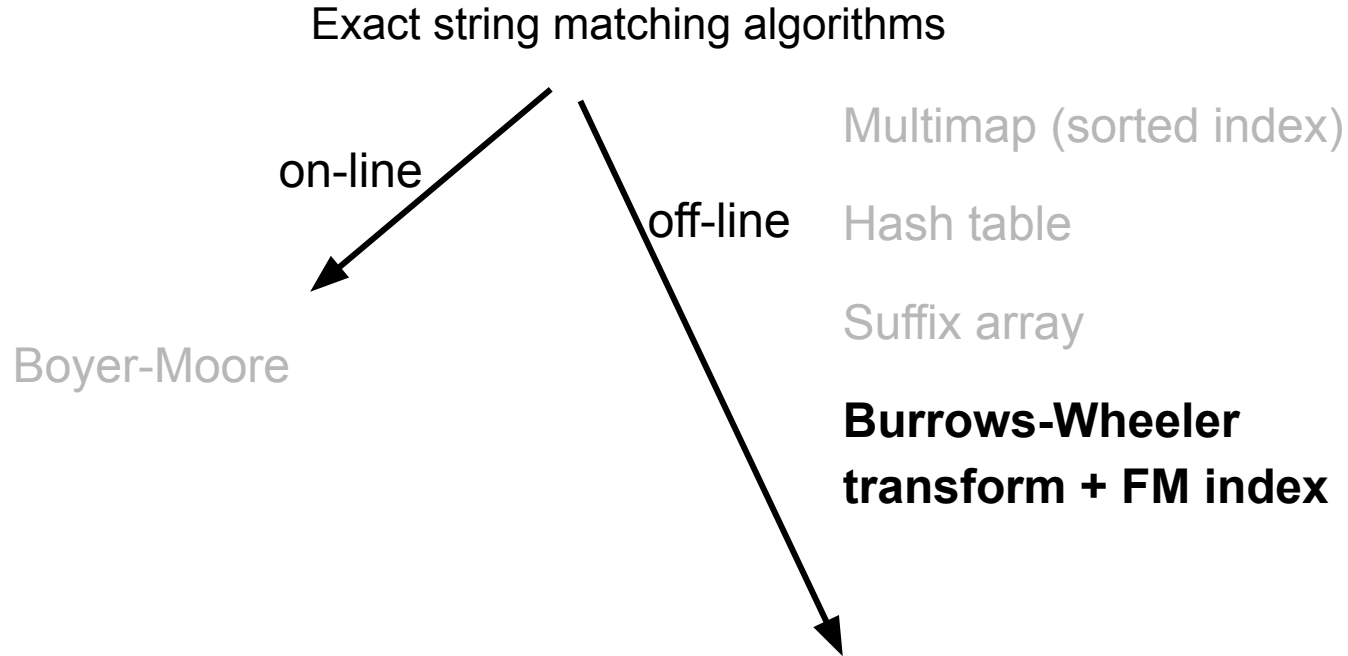 Exact string matching algorithms
on-line
off-line
Boyer-Moore
Multimap (sorted index)
Hash table
Suffix array
Burrows-Wheeler
transform + FM index